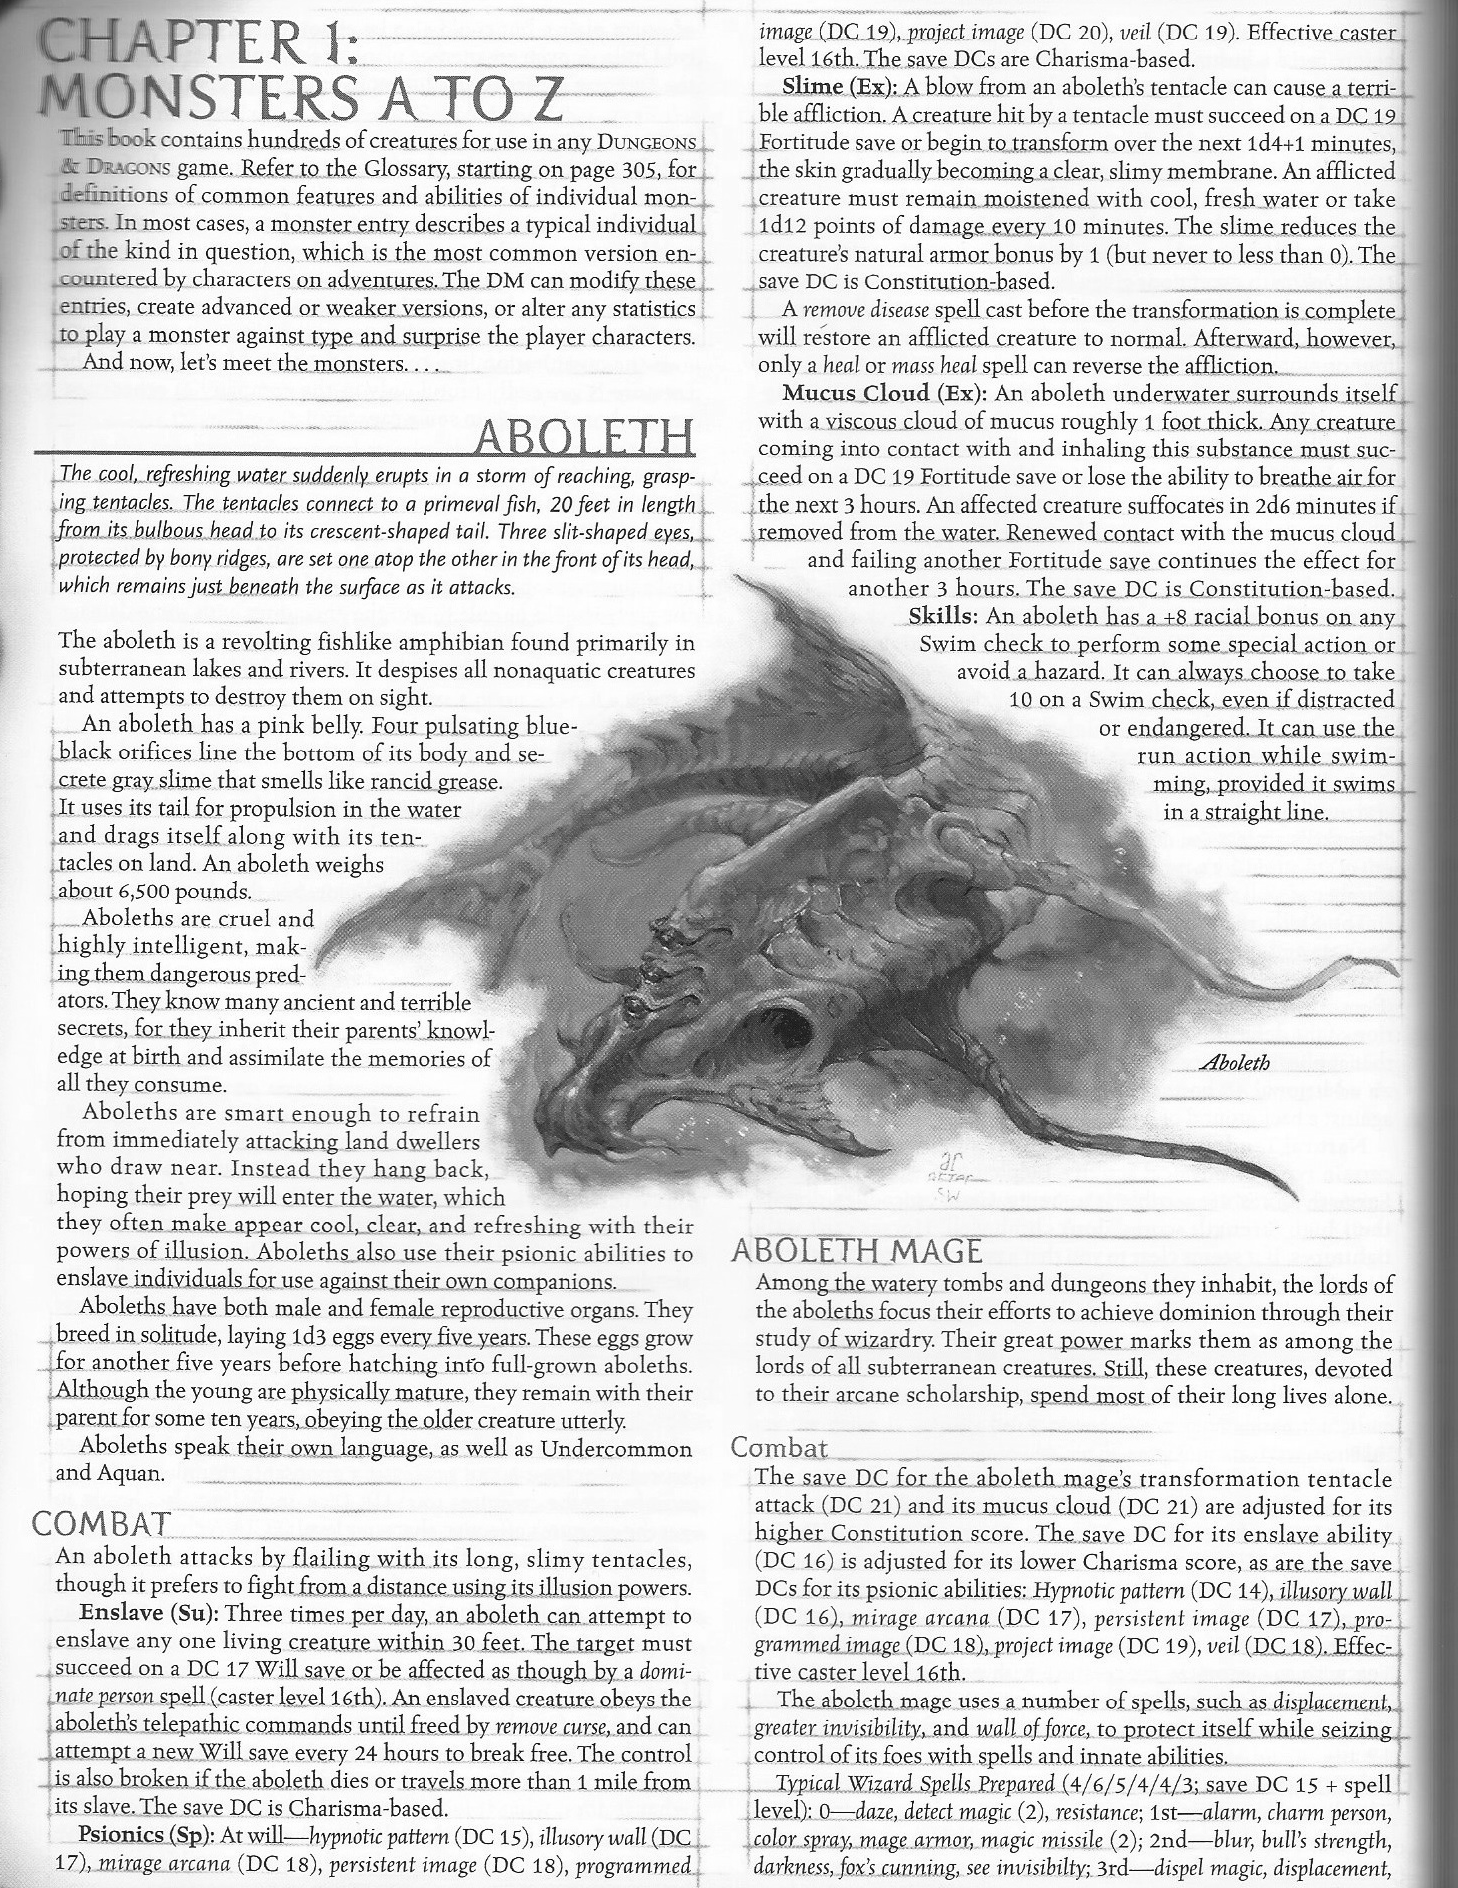 CHAPTER 1:
MONSTERS A TO Z
This book contains hundreds of creatures for use in any DUNGEONS
& DRAGONS game. Refer to the Glossary, starting on page 305, for
definitions of common features and abilities of individual mon-
sters. In most cases, a monster entry describes a typical individual
of the kind in question, which is the most common version en-
countered by characters on adventures. The DM can modify these
entries, create advanced or weaker versions, or alter any statistics
to play a monster against type and surprise the player characters.
And now, let's meet the monsters. . . .
ABOLETH
The cool, refreshing water suddenly erupts in a storm of reaching, grasp-
ing tentacles. The tentacles connect to a primeval fish, 20 feet in length
from its bulbous head to its crescent-shaped tail. Three slit-shaped eyes,
protected by bony ridges, are set one atop the other in the front of its head,
which remains just beneath the surface as it attacks.
The aboleth is a revolting fishlike amphibian found primarily in
subterranean lakes and rivers. It despises all nonaquatic creatures
and attempts to destroy them on sight.
An aboleth has a pink belly. Four pulsating blue-
black orifices line the bottom of its body and se-
crete gray slime that smells like rancid grease.
It uses its tail for propulsion in the water
and drags itself along with its ten-
tacles on land. An aboleth weighs
about 6,500 pounds.
Aboleths are cruel and
highly intelligent, mak-
ing them dangerous pred-
ators. They know many ancient and terrible
secrets, for they inherit their parents' knowl-
edge at birth and assimilate the memories of
all they consume.
Aboleths are smart enough to refrain
from immediately attacking land dwellers
who draw near. Instead they hang back,
hoping their prey will enter the water, which
they often make appear cool, clear, and refreshing with their
powers of illusion. Aboleths also use their psionic abilities to
enslave individuals for use against their own companions.
Aboleths have both male and female reproductive organs. They
breed in solitude, laying 1d3 eggs every five years. These eggs grow
for another five years before hatching into full-grown aboleths.
Although the young are physically mature, they remain with their
parent for some ten years, obeying the older creature utterly.
Aboleths speak their own language, as well as Undercommon
and Aquan.
COMBAT
An aboleth attacks by flailing with its long, slimy tentacles,
though it prefers to fight from a distance using its illusion powers.
Enslave (Su): Three times per day, an aboleth can attempt to
enslave any one living creature within 30 feet. The target must
succeed on a DC 17 Will save or be affected as though by a domi-
nate person spell (caster level 16th). An enslaved creature obeys the
aboleth's telepathic commands until freed by remove curse, and can
attempt a new Will save every 24 hours to break free. The control
is also broken if the aboleth dies or travels more than 1 mile from
its slave. The save DC is Charisma-based.
Psionics (Sp): At will—hypnotic pattern (DC 15), illusory wall (DC
17), mirage arcana (DC 18), persistent image (DC 18), programmed
image (DC 19), project image (DC 20), veil (DC 19). Effective caster
level 16th. The save DCs are Charisma-based.
Slime (Ex): A blow from an aboleth's tentacle can cause a terri-
ble affliction. A creature hit by a tentacle must succeed on a DC 19
Fortitude save or begin to transform over the next 1d4+1 minutes,
the skin gradually becoming a clear, slimy membrane. An afflicted
creature must remain moistened with cool, fresh water or take
1d12 points of damage every 10 minutes. The slime reduces the
creature's natural armor bonus by 1 (but never to less than 0). The
save DC is Constitution-based.
A remove disease spell cast before the transformation is complete
will restore an afflicted creature to normal. Afterward, however,
only a heal or mass heal spell can reverse the affliction.
Mucus Cloud (Ex): An aboleth underwater surrounds itself
with a viscous cloud of mucus roughly 1 foot thick. Any creature
coming into contact with and inhaling this substance must suc-
ceed on a DC 19 Fortitude save or lose the ability to breathe air for
the next 3 hours. An affected creature suffocates in 2d6 minutes if
removed from the water. Renewed contact with the mucus cloud
and failing another Fortitude save continues the effect for
another 3 hours. The save DC is Constitution-based.
Skills: An aboleth has a +8 racial bonus on any
Swim check to perform some special action or
avoid a hazard. It can always choose to take
10 on a Swim check, even if distracted
or endangered. It can use the
run action while swim-
ming, provided it swims
in a straight line.
Aboleth
ar
AFTER
SW
ABOLETH MAGE
Among the watery tombs and dungeons they inhabit, the lords of
the aboleths focus their efforts to achieve dominion through their
study of wizardry. Their great power marks them as among the
lords of all subterranean creatures. Still, these creatures, devoted
to their arcane scholarship, spend most of their long lives alone.
Combat
The save DC for the aboleth mage's transformation tentacle
attack (DC 21) and its mucus cloud (DC 21) are adjusted for its
higher Constitution score. The save DC for its enslave ability
(DC 16) is adjusted for its lower Charisma score, as are the save
DCs for its psionic abilities: Hypnotic pattern (DC 14), illusory wall
(DC 16), mirage arcana (DC 17), persistent image (DC 17), pro-
grammed image (DC 18), project image (DC 19), veil (DC 18). Effec-
tive caster level 16th.
The aboleth mage uses a number of spells, such as displacement,
greater invisibility, and wall of force, to protect itself while seizing
control of its foes with spells and innate abilities.
Typical Wizard Spells Prepared (4/6/5/4/4/3; save DC 15 + spell
level): 0—daze, detect magic (2), resistance; 1st—alarm, charm person,
color spray, mage armor, magic missile (2); 2nd—blur, bull's strength,
darkness, fox's cunning, see invisibilty; 3rd—dispel magic, displacement,